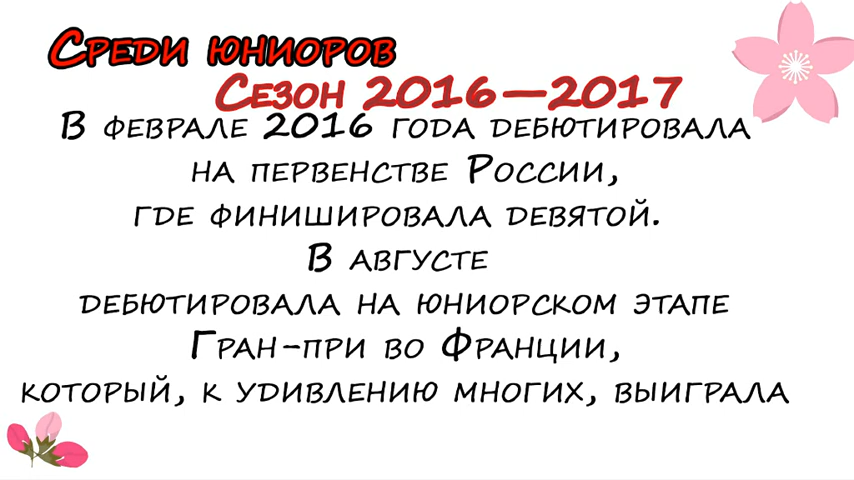 Среди юниоров
Сезон 2016—2017
В феврале 2016 года дебютировала
на первенстве России,
где финишировала девятой.
В августе
дебютировала на юниорском этапе
Гран-при во Франции,
который, к удивлению многих, выиграла